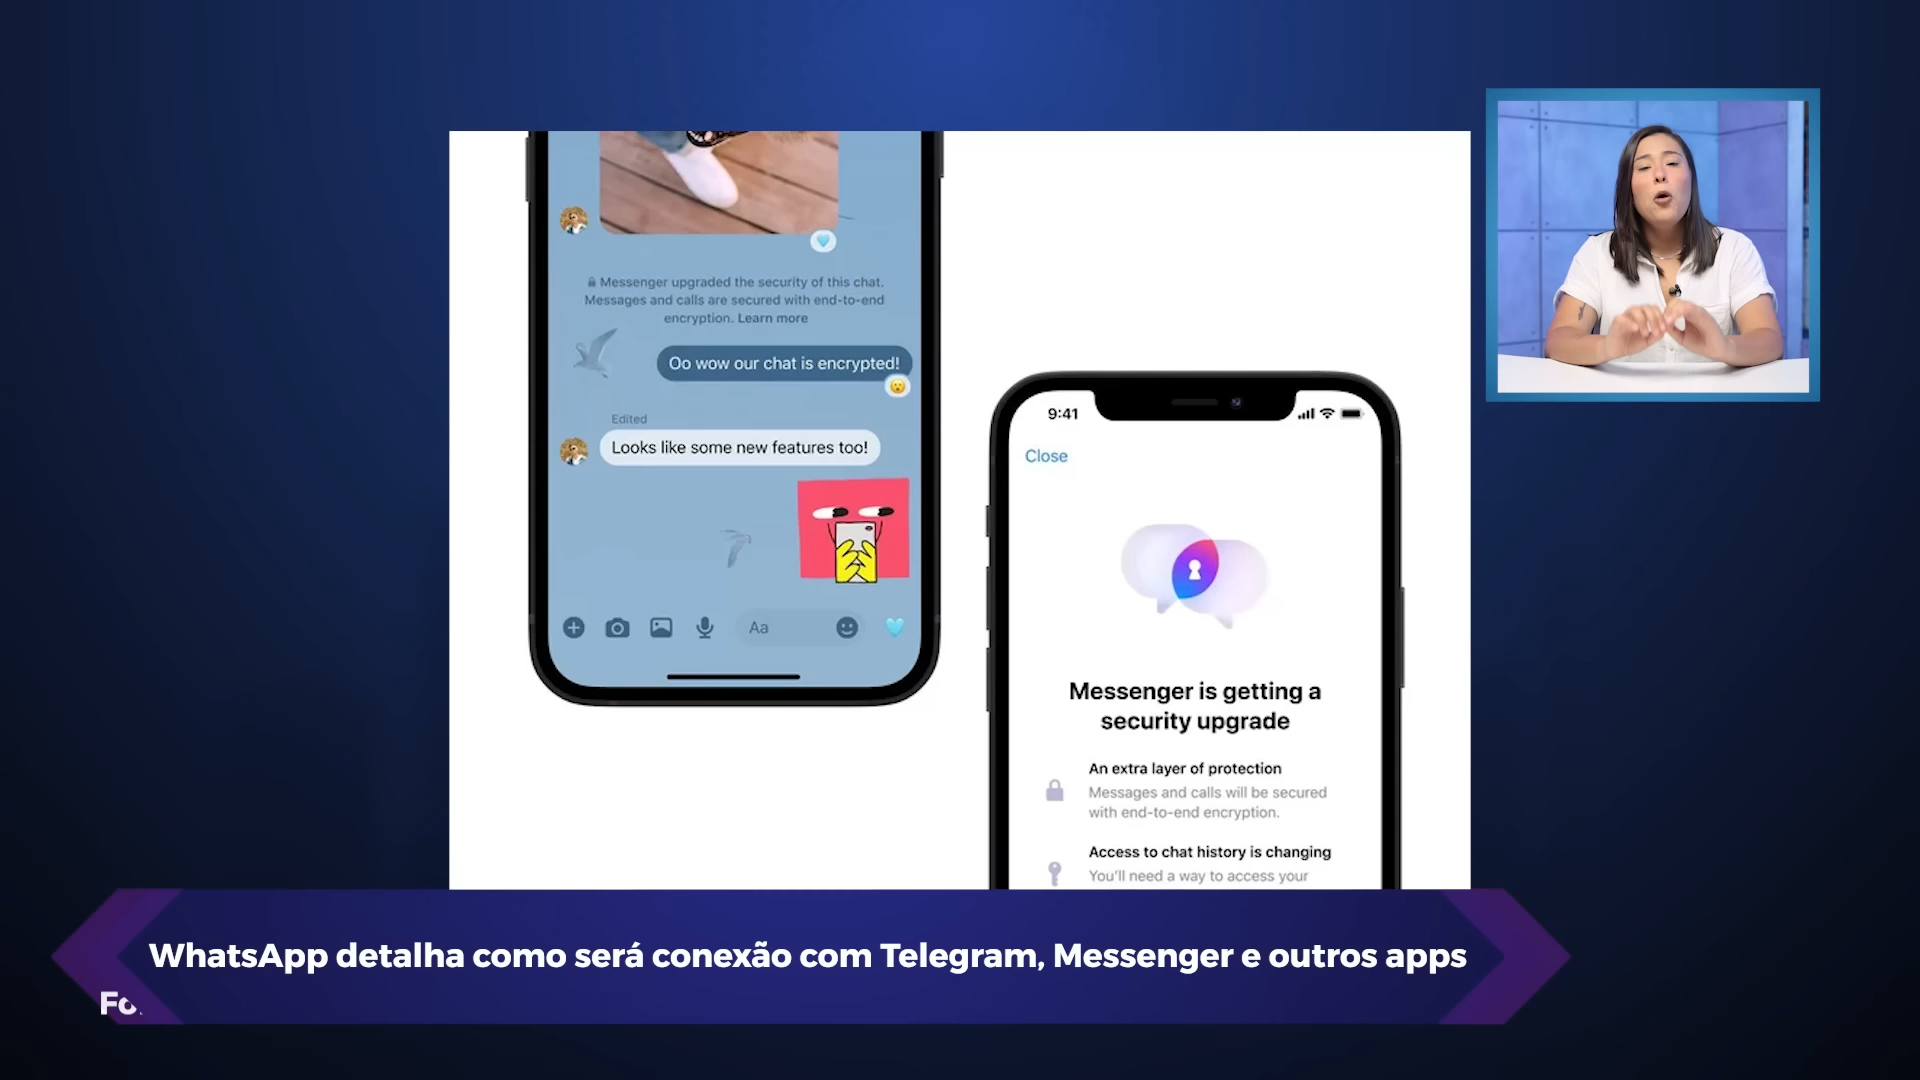 Messenger upgraded the security of this chat.
Messages and calls are secured with end-to-end
encryption. Learn more
Oo wow our chat is encrypted!
Edited
Looks like some new features too!
Aa
9:41
Close
Messenger is getting a
security upgrade
An extra layer of protection
Messages and calls will be secured
with end-to-end encryption.
Access to chat history is changing
You'll need a way to access your
WhatsApp detalha como será conexão com Telegram, Messenger e outros apps